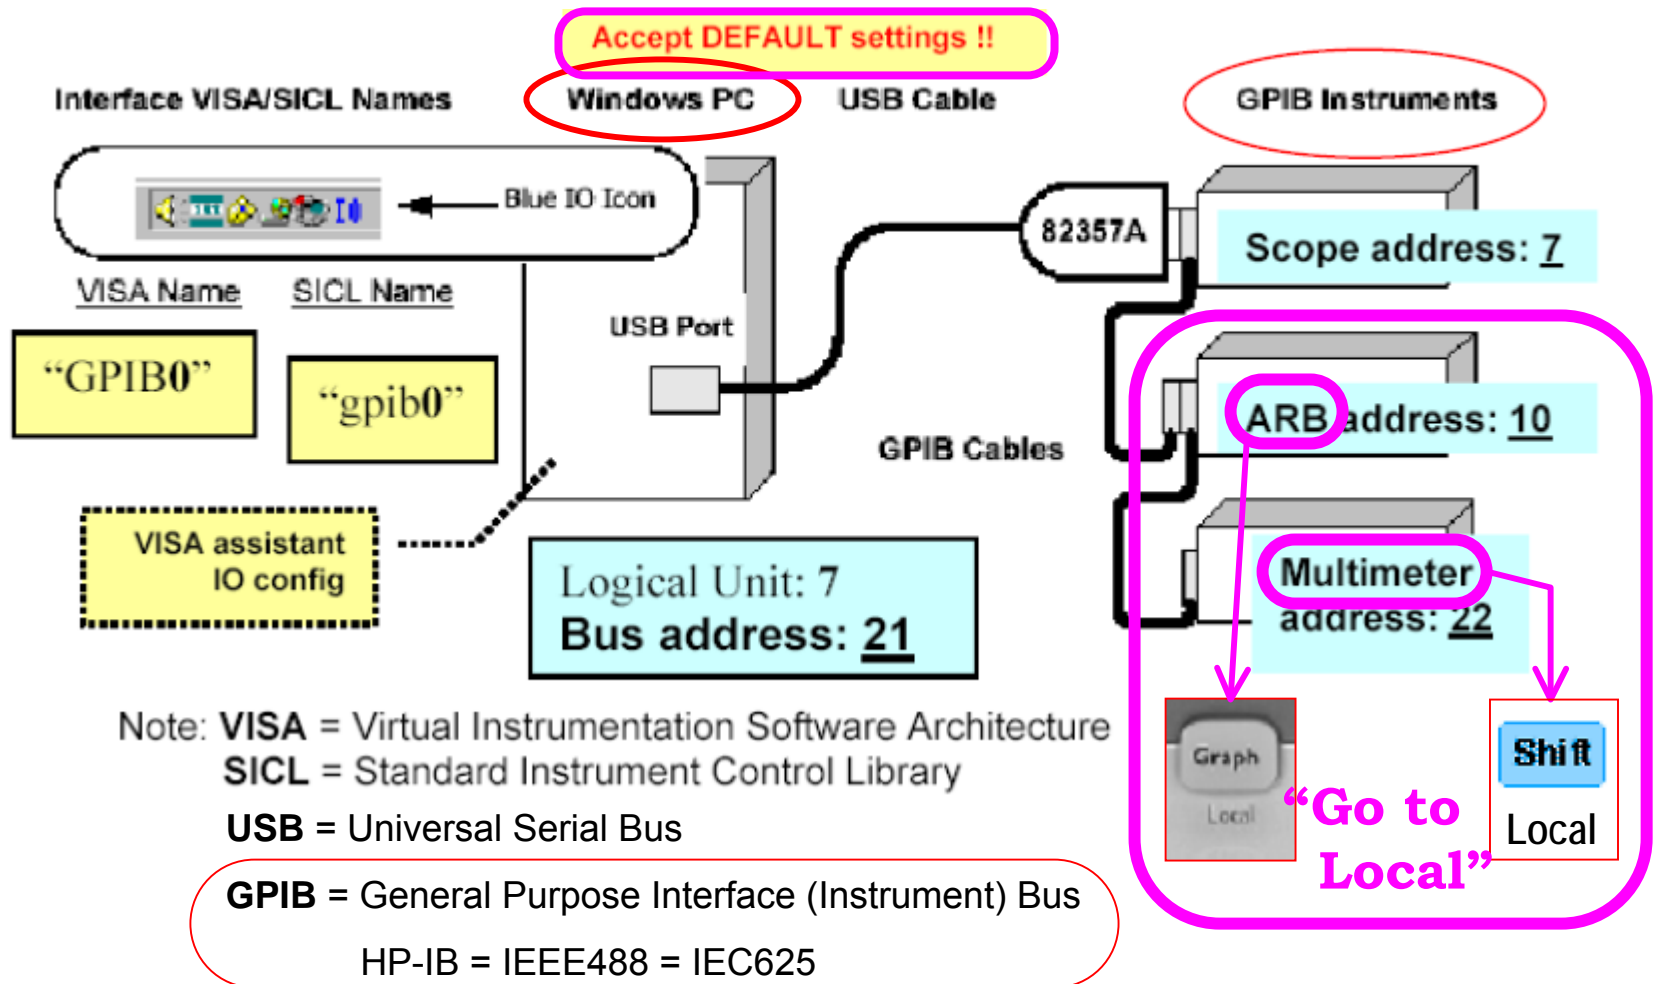 Accept DEFAULT settings !!
Interface VISA/SICL Names
Windows PC
USB Cable
GPIB Instruments
Blue IO Icon
82357A
Scope address: 7
VISA Name
SICL Name
USB Port
“GPIB0”
“gpib0”
ARB address: 10
GPIB Cables
VISA assistant
IO config
Logical Unit: 7
Bus address: 21
Multimeter
address: 22
Note: VISA = Virtual Instrumentation Software Architecture
SICL = Standard Instrument Control Library
USB = Universal Serial Bus
GPIB = General Purpose Interface (Instrument) Bus
HP-IB = IEEE488 = IEC625
Graph
Local
“Go to
Local”
Shift
Local